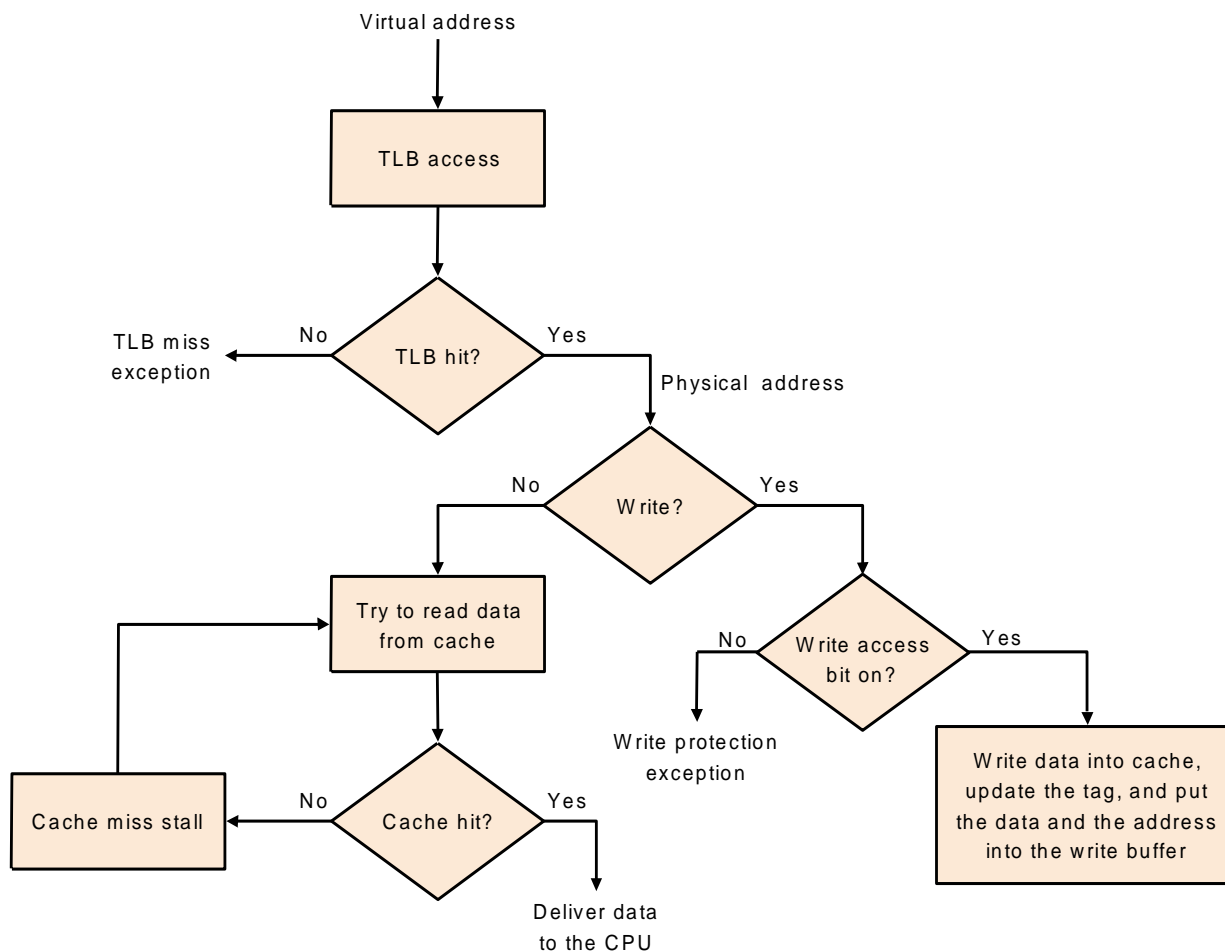 Virtual address
TLB access
No
Yes
TLB miss
exception
TLB hit?
Physical address
No
Yes
Write?
Try to read data
from cache
No
Yes
Write access
bit on?
Write protection
exception
Write data into cache,
update the tag, and put
the data and the address
into the write buffer
No
Yes
Cache miss stall
Cache hit?
Deliver data
to the CPU